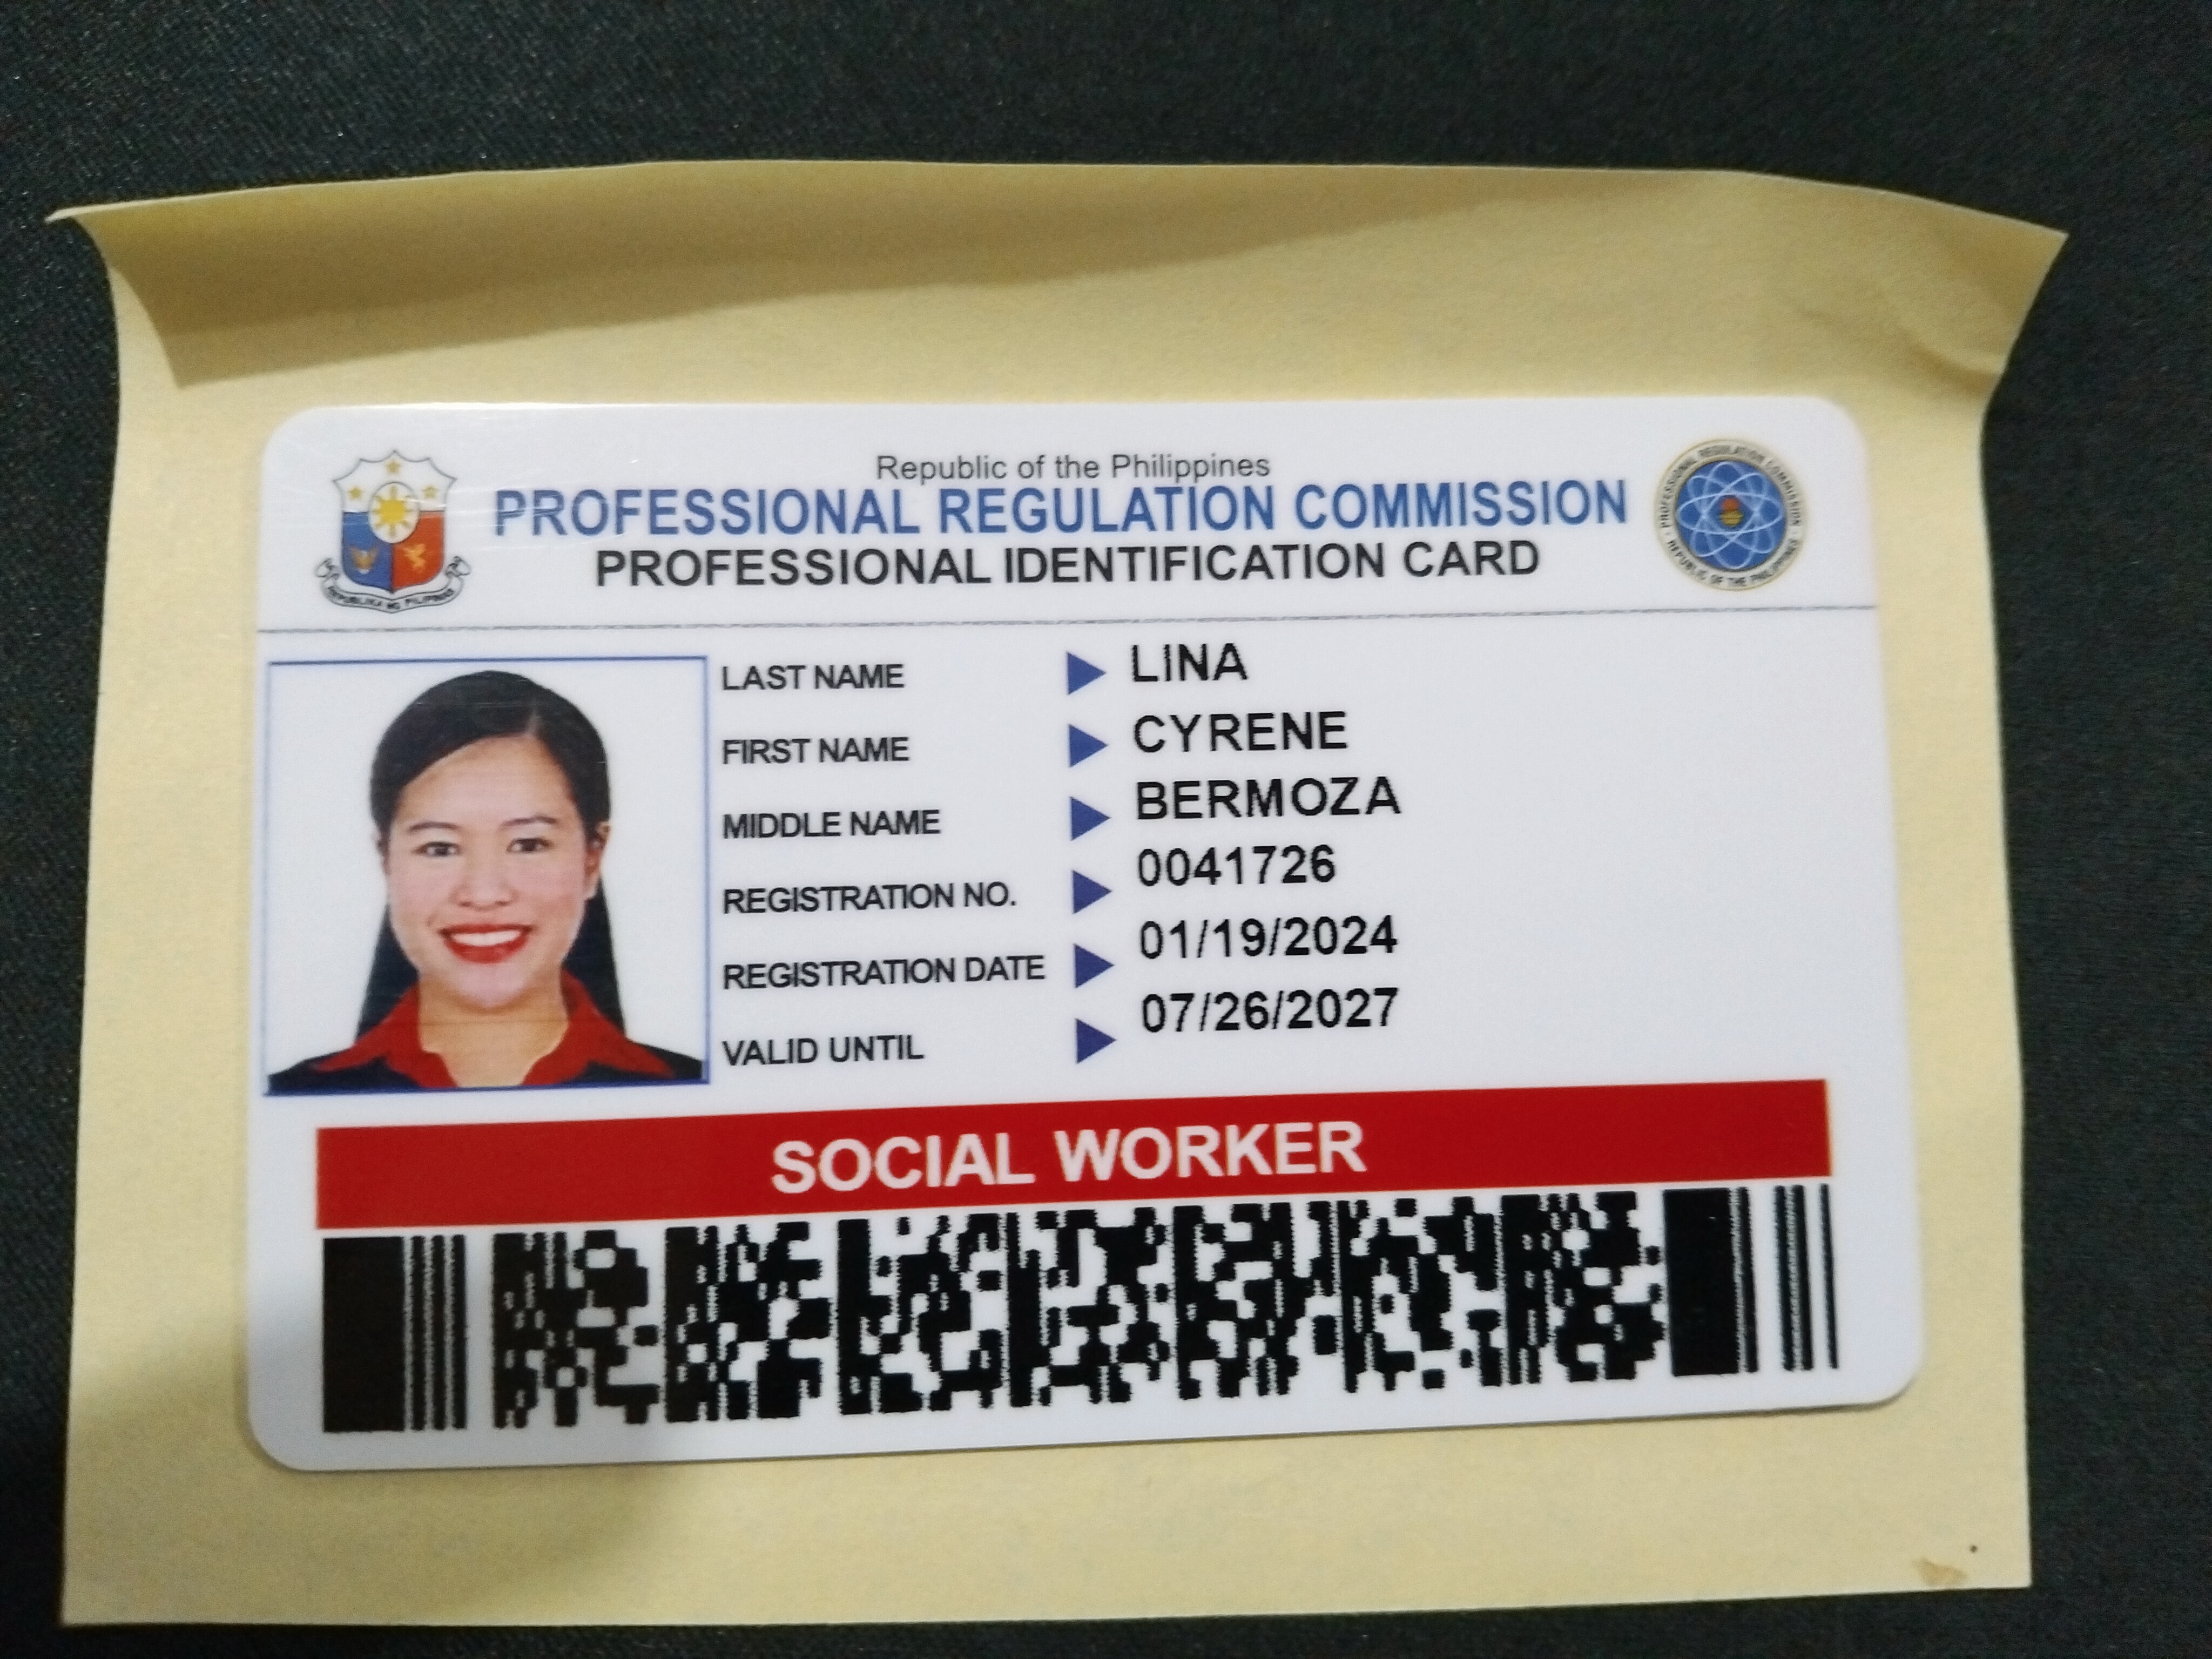 Republic of the Philippines
PROFESSIONAL REGULATION COMMISSION
PROFESSIONAL IDENTIFICATION CARD
REPUBLIKA NG PILIPINAS
PROFESSIONAL REGULATION COMMISSION
REPUBLIC OF THE PHILIPPINES
LAST NAME LINA
FIRST NAME CYRENE
MIDDLE NAME BERMOZA
REGISTRATION NO. 0041726
REGISTRATION DATE 01/19/2024
VALID UNTIL 07/26/2027
SOCIAL WORKER